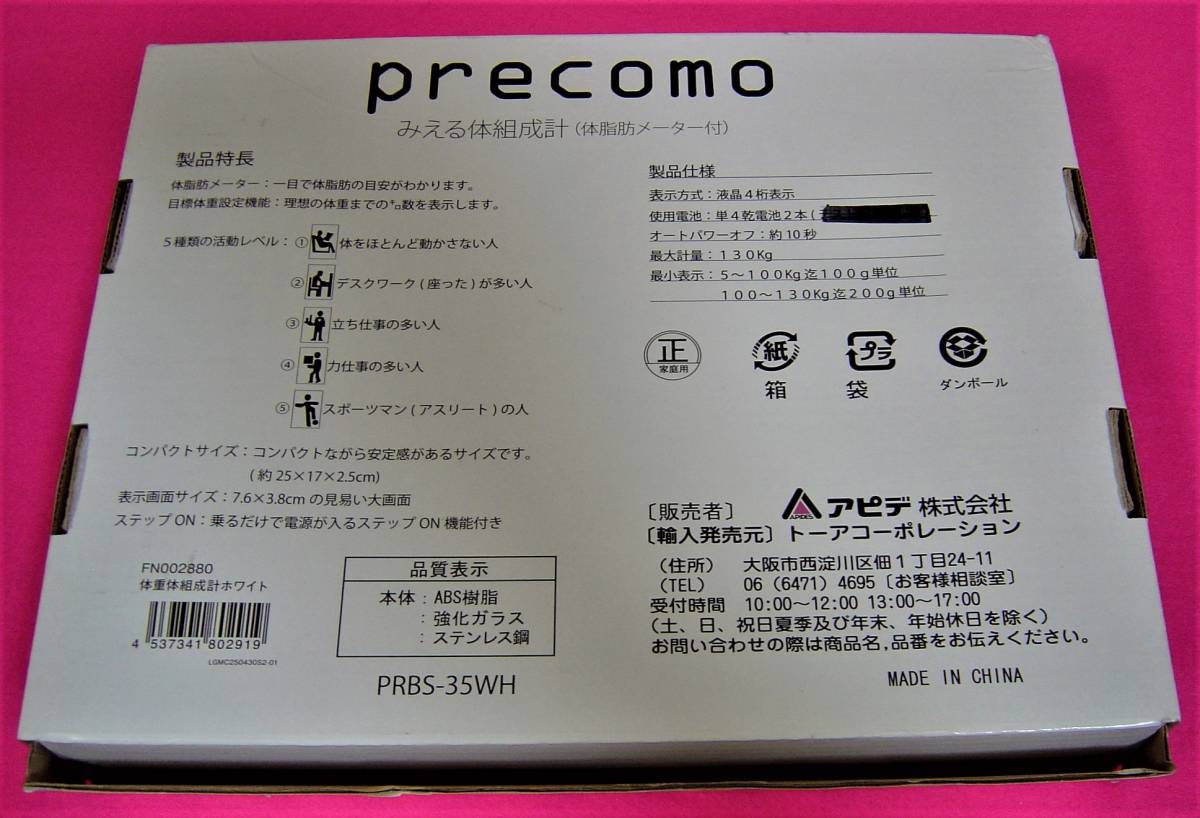 precomo
みえる体組成計(体脂肪メーター付)
製品特長
体脂肪メーター：一目で体脂肪の目安がわかります。
目標体重設定機能：理想の体重までの㌔数を表示します。
５種類の活動レベル：①体をほとんど動かさない人
②デスクワーク(座った)が多い人
③立ち仕事の多い人
④力仕事の多い人
⑤スポーツマン(アスリート)の人
コンパクトサイズ：コンパクトながら安定感があるサイズです。
(約25×17×2.5cm)
表示画面サイズ：7.6×3.8cmの見易い大画面
ステップON：乗るだけで電源が入るステップON機能付き
FN002880
体重体組成計ホワイト
4 537341 802919
LGMC250430S2-01
品質表示
本体：ABS樹脂
：強化ガラス
：ステンレス鋼
PRBS-35WH
製品仕様
表示方式：液晶４桁表示
使用電池：単４乾電池２本(
オートパワーオフ：約10秒
最大計量：１３０Kg
最小表示：５～１００Kg迄１００g単位
１００～１３０Kg迄２００g単位
正
家庭用
紙
箱
プラ
袋
ダンボール
〔販売者〕 APIDES アピデ株式会社
〔輸入発売元〕トーアコーポレーション
（住所） 大阪市西淀川区佃１丁目24-11
（TEL） 06（6471）4695〔お客様相談室〕
受付時間 10:00～12:00 13:00～17:00
（土、日、祝日夏季及び年末、年始休日を除く）
お問い合わせの際は商品名,品番をお伝えください。
MADE IN CHINA